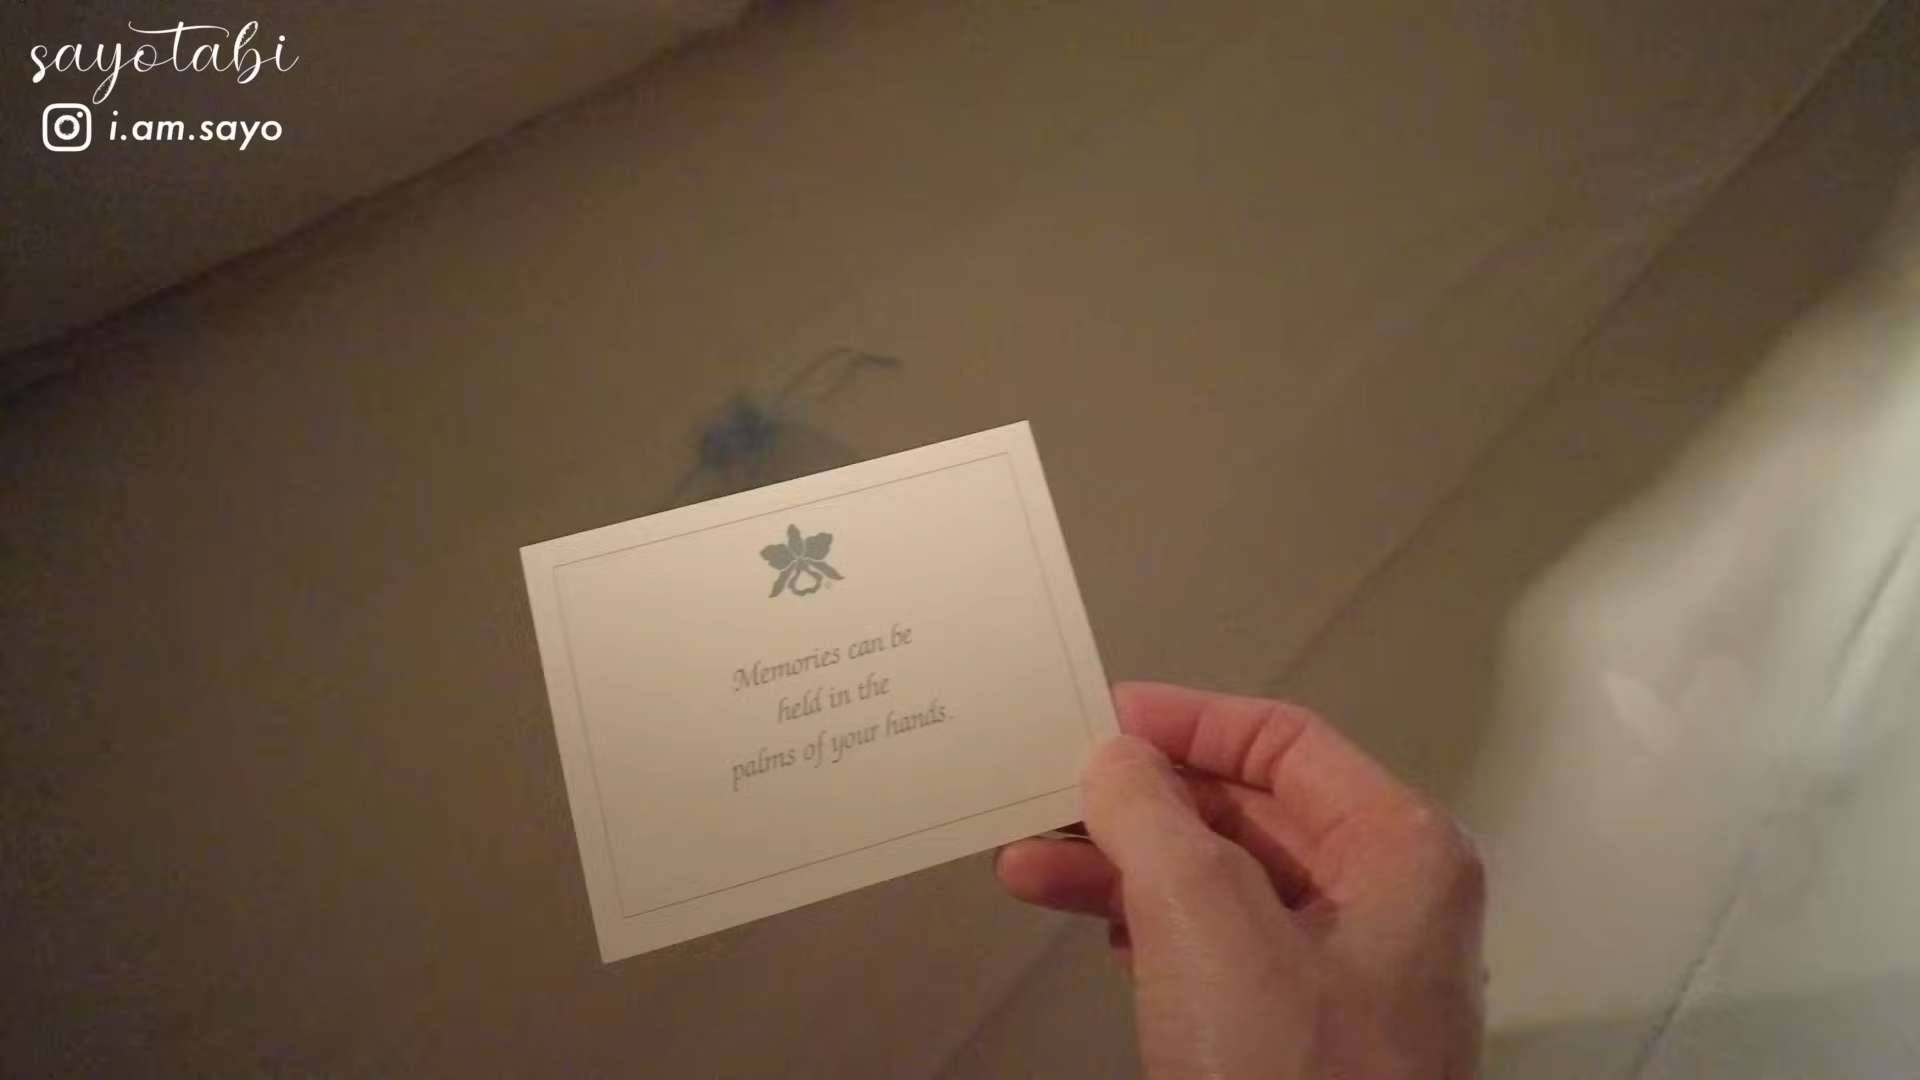 sayotabi
i.am.sayo
Memories can be
held in the
palms of your hands.